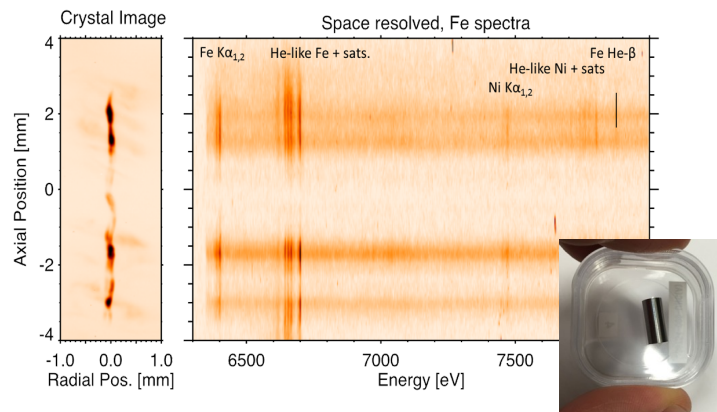 Crystal Image
Space resolved, Fe spectra
Axial Position [mm]
4
2
0
-2
-4
-1.0
0.0
1.0
Radial Pos. [mm]
Fe Kα1,2
He-like Fe + sats.
Fe He-β
He-like Ni + sats
Ni Kα1,2
6500
7000
7500
Energy [eV]